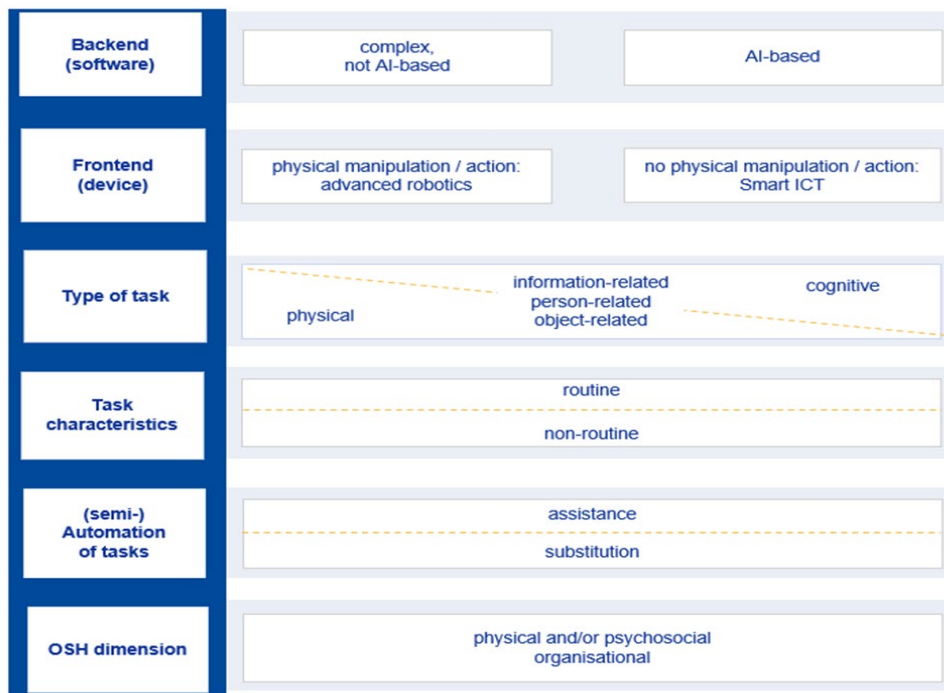 Backend
(software)
complex,
not AI-based
AI-based
Frontend
(device)
physical manipulation / action:
advanced robotics
no physical manipulation / action:
Smart ICT
Type of task
physical
information-related
person-related
object-related
cognitive
Task
characteristics
routine
non-routine
(semi-)
Automation
of tasks
assistance
substitution
OSH dimension
physical and/or psychosocial
organisational